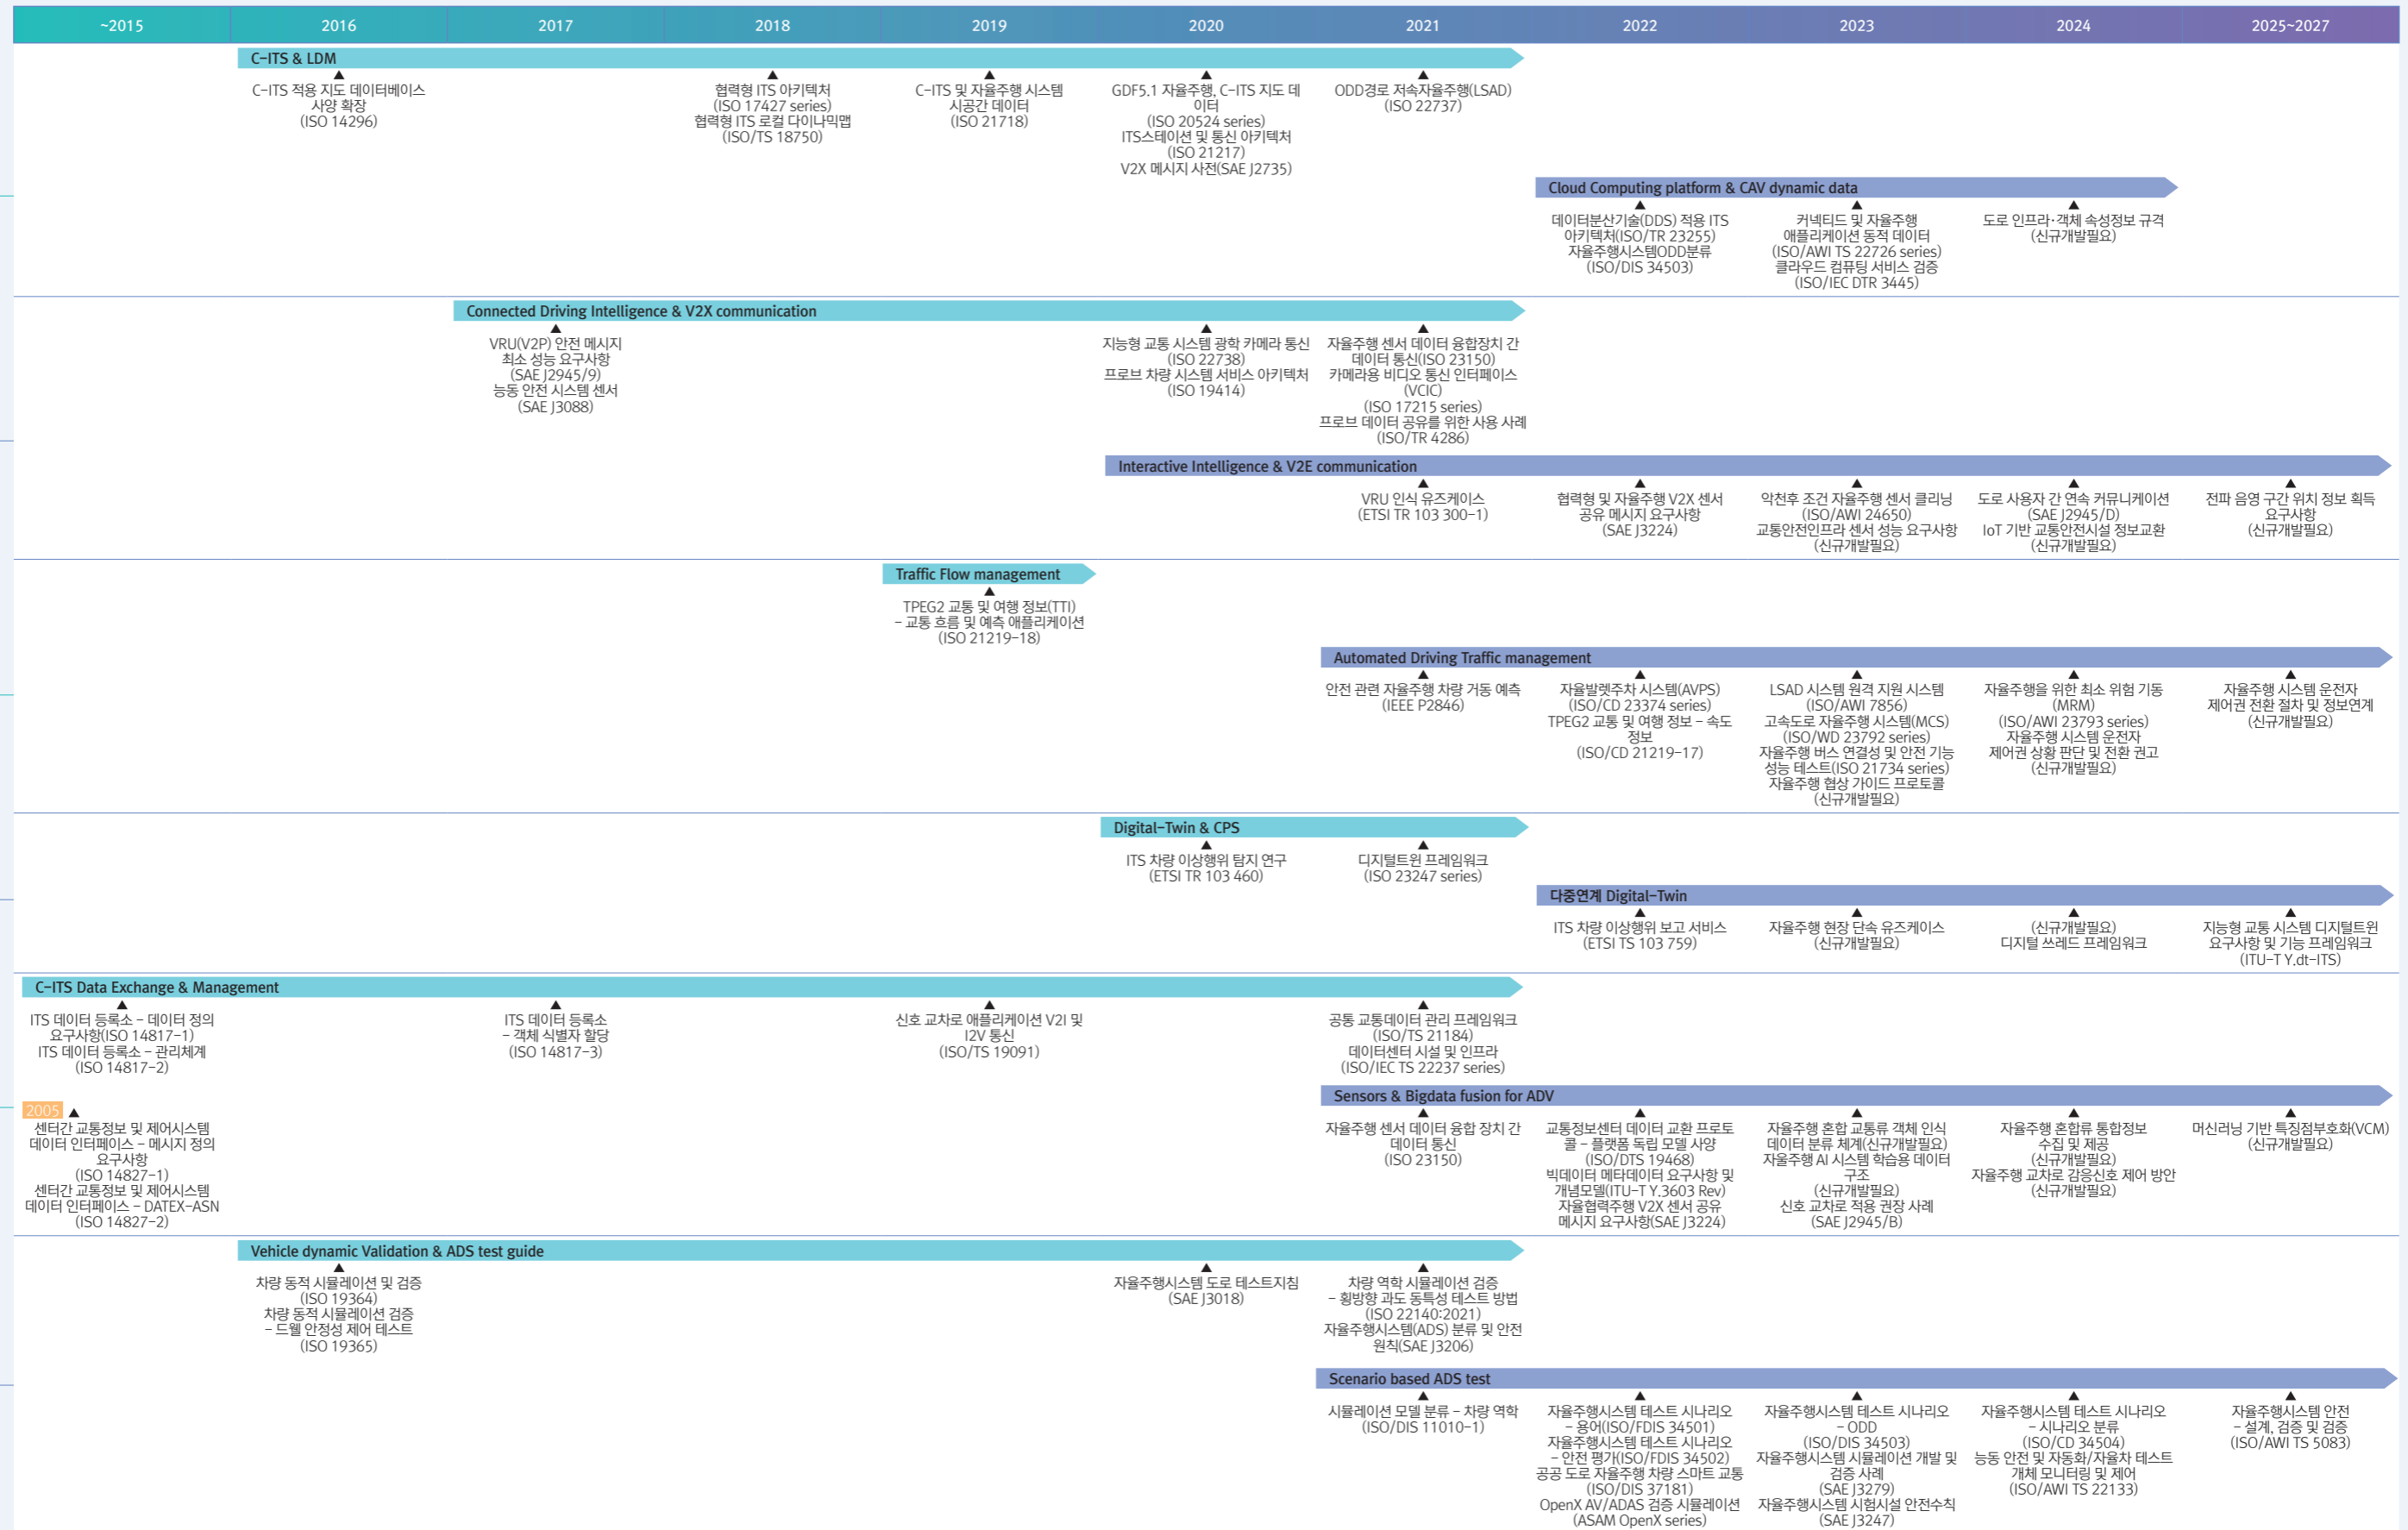 ~2015
2016
2017
2018
2019
2020
2021
2022
2023
2024
2025~2027
C-ITS & LDM
C-ITS 적용 지도 데이터베이스
사양 확장
(ISO 14296)
협력형 ITS 아키텍처
(ISO 17427 series)
협력형 ITS 로컬 다이나믹맵
(ISO/TS 18750)
C-ITS 및 자율주행 시스템
시공간 데이터
(ISO 21718)
GDF5.1 자율주행, C-ITS 지도 데
이터
(ISO 20524 series)
ITS스테이션 및 통신 아키텍처
(ISO 21217)
V2X 메시지 사전(SAE J2735)
ODD경로 저속자율주행(LSAD)
(ISO 22737)
Cloud Computing platform & CAV dynamic data
데이터분산기술(DDS) 적용 ITS
아키텍처(ISO/TR 23255)
자율주행시스템ODD분류
(ISO/DIS 34503)
커넥티드 및 자율주행
애플리케이션 동적 데이터
(ISO/AWI TS 22726 series)
클라우드 컴퓨팅 서비스 검증
(ISO/IEC DTR 3445)
도로 인프라·객체 속성정보 규격
(신규개발필요)
Connected Driving Intelligence & V2X communication
VRU(V2P) 안전 메시지
최소 성능 요구사항
(SAE J2945/9)
능동 안전 시스템 센서
(SAE J3088)
지능형 교통 시스템 광학 카메라 통신
(ISO 22738)
프로브 차량 시스템 서비스 아키텍처
(ISO 19414)
자율주행 센서 데이터 융합장치 간
데이터 통신(ISO 23150)
카메라용 비디오 통신 인터페이스
(VCIC)
(ISO 17215 series)
프로브 데이터 공유를 위한 사용 사례
(ISO/TR 4286)
Interactive Intelligence & V2E communication
VRU 인식 유즈케이스
(ETSI TR 103 300-1)
협력형 및 자율주행 V2X 센서
공유 메시지 요구사항
(SAE J3224)
악천후 조건 자율주행 센서 클리닝
(ISO/AWI 24650)
교통안전인프라 센서 성능 요구사항
(신규개발필요)
도로 사용자 간 연속 커뮤니케이션
(SAE J2945/D)
IoT 기반 교통안전시설 정보교환
(신규개발필요)
전파 음영 구간 위치 정보 획득
요구사항
(신규개발필요)
Traffic Flow management
TPEG2 교통 및 여행 정보(TTI)
- 교통 흐름 및 예측 애플리케이션
(ISO 21219-18)
Automated Driving Traffic management
안전 관련 자율주행 차량 거동 예측
(IEEE P2846)
자율발렛주차 시스템(AVPS)
(ISO/CD 23374 series)
TPEG2 교통 및 여행 정보 - 속도
정보
(ISO/CD 21219-17)
LSAD 시스템 원격 지원 시스템
(ISO/AWI 7856)
고속도로 자율주행 시스템(MCS)
(ISO/WD 23792 series)
자율주행 버스 연결성 및 안전 기능
성능 테스트(ISO 21734 series)
자율주행 협상 가이드 프로토콜
(신규개발필요)
자율주행을 위한 최소 위험 기동
(MRM)
(ISO/AWI 23793 series)
자율주행 시스템 운전자
제어권 상황 판단 및 전환 권고
(신규개발필요)
자율주행 시스템 운전자
제어권 전환 절차 및 정보연계
(신규개발필요)
Digital-Twin & CPS
ITS 차량 이상행위 탐지 연구
(ETSI TR 103 460)
디지털트윈 프레임워크
(ISO 23247 series)
다중연계 Digital-Twin
ITS 차량 이상행위 보고 서비스
(ETSI TS 103 759)
자율주행 현장 단속 유즈케이스
(신규개발필요)
(신규개발필요)
디지털 쓰레드 프레임워크
지능형 교통 시스템 디지털트윈
요구사항 및 기능 프레임워크
(ITU-T Y.dt-ITS)
C-ITS Data Exchange & Management
ITS 데이터 등록소 - 데이터 정의
요구사항(ISO 14817-1)
ITS 데이터 등록소 - 관리체계
(ISO 14817-2)
ITS 데이터 등록소
- 객체 식별자 할당
(ISO 14817-3)
신호 교차로 애플리케이션 V2I 및
I2V 통신
(ISO/TS 19091)
공통 교통데이터 관리 프레임워크
(ISO/TS 21184)
데이터센터 시설 및 인프라
(ISO/IEC TS 22237 series)
2005
센터간 교통정보 및 제어시스템
데이터 인터페이스 - 메시지 정의
요구사항
(ISO 14827-1)
센터간 교통정보 및 제어시스템
데이터 인터페이스 - DATEX-ASN
(ISO 14827-2)
Sensors & Bigdata fusion for ADV
자율주행 센서 데이터 융합 장치 간
데이터 통신
(ISO 23150)
교통정보센터 데이터 교환 프로토
콜 - 플랫폼 독립 모델 사양
(ISO/DTS 19468)
빅데이터 메타데이터 요구사항 및
개념모델(ITU-T Y.3603 Rev)
자율협력주행 V2X 센서 공유
메시지 요구사항(SAE J3224)
자율주행 혼합 교통류 객체 인식
데이터 분류 체계(신규개발필요)
자율주행 AI 시스템 학습용 데이터
구조
(신규개발필요)
신호 교차로 적용 권장 사례
(SAE J2945/B)
자율주행 혼합류 통합정보
수집 및 제공
(신규개발필요)
자율주행 교차로 감응신호 제어 방안
(신규개발필요)
머신러닝 기반 특징점부호화(VCM)
(신규개발필요)
Vehicle dynamic Validation & ADS test guide
차량 동적 시뮬레이션 및 검증
(ISO 19364)
차량 동적 시뮬레이션 검증
- 드웰 안정성 제어 테스트
(ISO 19365)
자율주행시스템 도로 테스트지침
(SAE J3018)
차량 역학 시뮬레이션 검증
- 횡방향 과도 동특성 테스트 방법
(ISO 22140:2021)
자율주행시스템(ADS) 분류 및 안전
원칙(SAE J3206)
Scenario based ADS test
시뮬레이션 모델 분류 - 차량 역학
(ISO/DIS 11010-1)
자율주행시스템 테스트 시나리오
- 용어(ISO/FDIS 34501)
자율주행시스템 테스트 시나리오
- 안전 평가(ISO/FDIS 34502)
공공 도로 자율주행 차량 스마트 교통
(ISO/DIS 37181)
OpenX AV/ADAS 검증 시뮬레이션
(ASAM OpenX series)
자율주행시스템 테스트 시나리오
- ODD
(ISO/DIS 34503)
자율주행시스템 시뮬레이션 개발 및
검증 사례
(SAE J3279)
자율주행시스템 시험시설 안전수칙
(SAE J3247)
자율주행시스템 테스트 시나리오
- 시나리오 분류
(ISO/CD 34504)
능동 안전 및 자동화/자율차 테스트
개체 모니터링 및 제어
(ISO/AWI TS 22133)
자율주행시스템 안전
- 설계, 검증 및 검증
(ISO/AWI TS 5083)